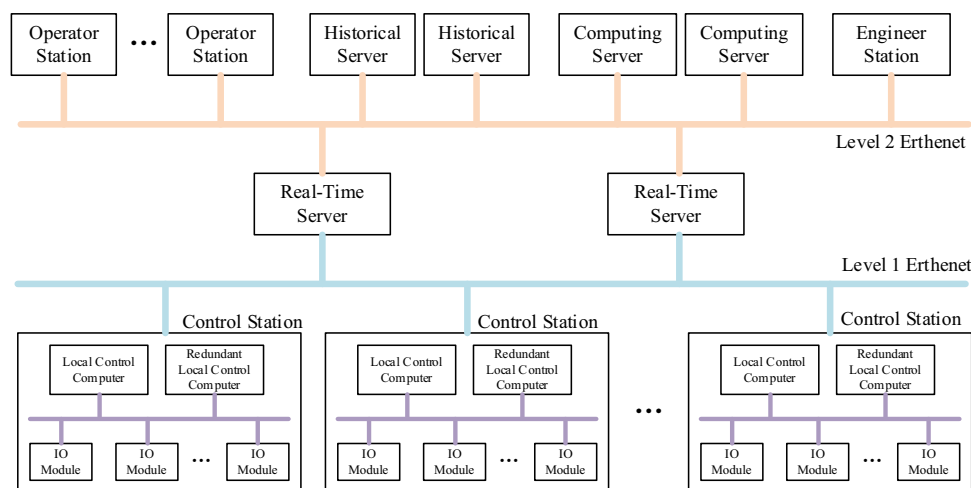 Operator
Station
...
Operator
Station
Historical
Server
Historical
Server
Computing
Server
Computing
Server
Engineer
Station
Level 2 Erthenet
Real-Time
Server
Real-Time
Server
Level 1 Erthenet
Control Station
Local Control
Computer
Redundant
Local Control
Computer
IO
Module
IO
Module
...
IO
Module
Control Station
Local Control
Computer
Redundant
Local Control
Computer
IO
Module
IO
Module
...
IO
Module
...
Control Station
Local Control
Computer
Redundant
Local Control
Computer
IO
Module
IO
Module
...
IO
Module